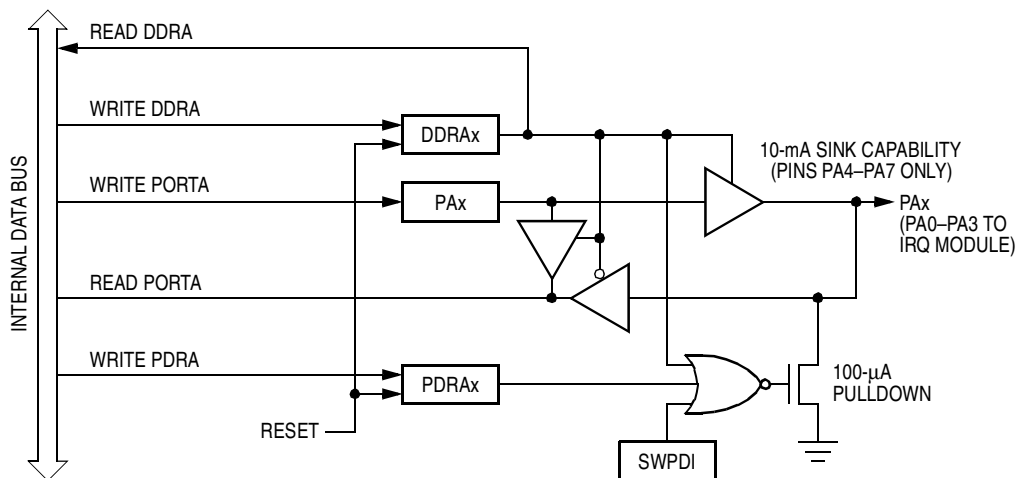 READ DDRA
WRITE DDRA
DDRAx
10-mA SINK CAPABILITY
(PINS PA4–PA7 ONLY)
WRITE PORTA
PAx
PAx
(PA0–PA3 TO
IRQ MODULE)
INTERNAL DATA BUS
READ PORTA
WRITE PDRA
PDRAx
100-µA
PULLDOWN
RESET
SWPDI